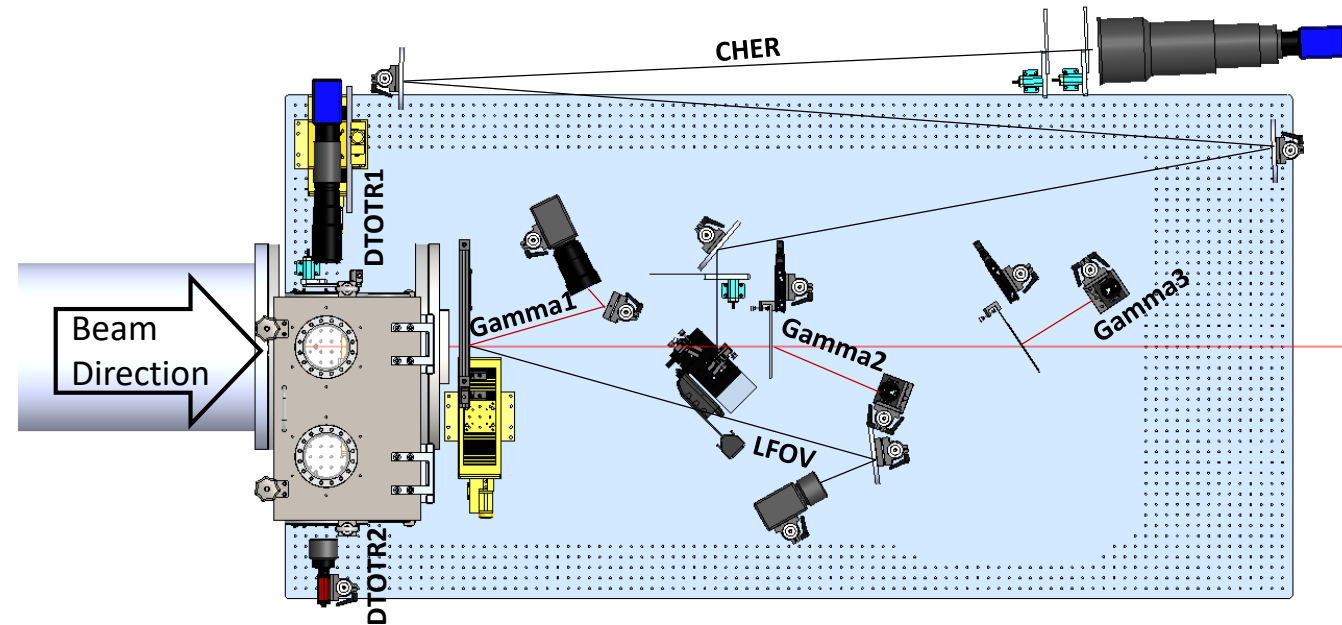 CHER
DTOTR1
Gamma1
Gamma2
Gamma3
Beam
Direction
LFOV
DTOTR2